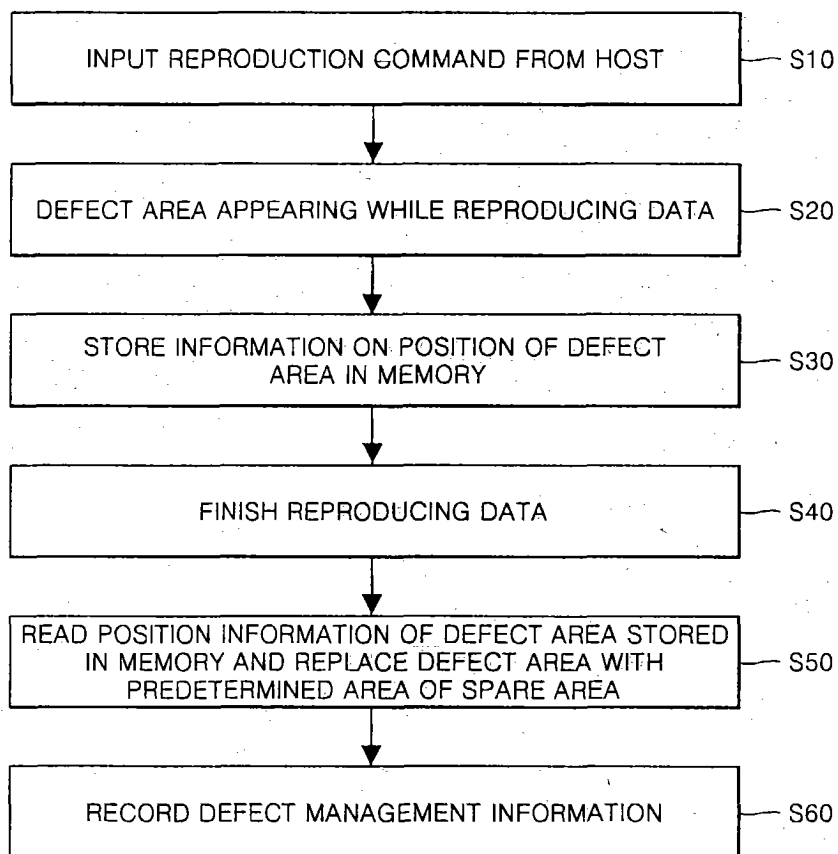 INPUT REPRODUCTION COMMAND FROM HOST S10
DEFECT AREA APPEARING WHILE REPRODUCING DATA S20
STORE INFORMATION ON POSITION OF DEFECT
AREA IN MEMORY S30
FINISH REPRODUCING DATA S40
READ POSITION INFORMATION OF DEFECT AREA STORED
IN MEMORY AND REPLACE DEFECT AREA WITH S50
PREDETERMINED AREA OF SPARE AREA
RECORD DEFECT MANAGEMENT INFORMATION S60